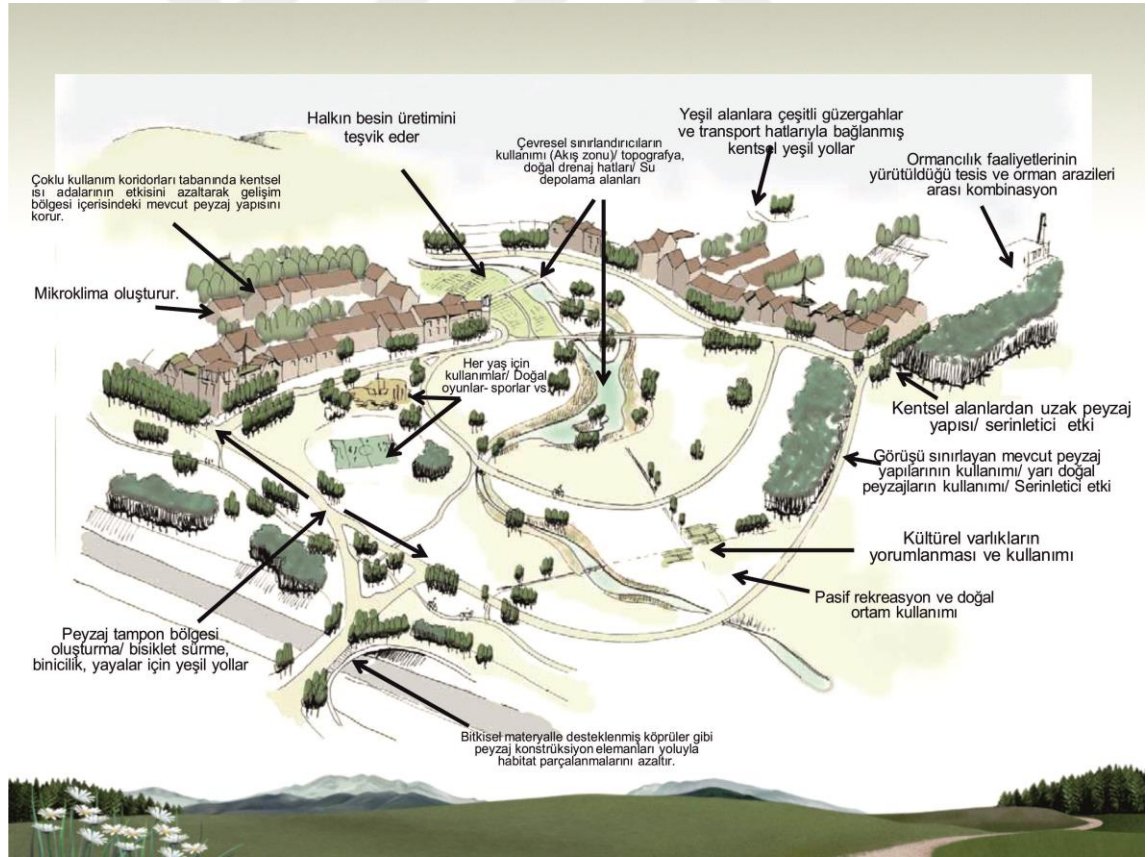 Halkın besin üretimini
teşvik eder
Çevresel sınırlandırıcıların
kullanımı (Akış zonu)/ topografya,
doğal drenaj hatları/ Su
depolama alanları
Yeşil alanlara çeşitli güzergahlar
ve transport hatlarıyla bağlanmış
kentsel yeşil yollar
Ormancılık faaliyetlerinin
yürütüldüğü tesis ve orman arazileri
arası kombinasyon
Çoklu kullanım koridorları tabanında kentsel
ısı adalarının etkisini azaltarak gelişim
bölgesi içerisindeki mevcut peyzaj yapısını
korur.
Mikroklima oluşturur.
Her yaş için
kullanımlar/ Doğal
oyunlar- sporlar vs.
Kentsel alanlardan uzak peyzaj
yapısı/ serinletici etki
Görüşü sınırlayan mevcut peyzaj
yapılarının kullanımı/ yarı doğal
peyzajların kullanımı/ Serinletici etki
Kültürel varlıkların
yorumlanması ve kullanımı
Pasif rekreasyon ve doğal
ortam kullanımı
Peyzaj tampon bölgesi
oluşturma/ bisiklet sürme,
binicilik, yayalar için yeşil yollar
Bitkisel materyalle desteklenmiş köprüler gibi
peyzaj konstrüksiyon elemanları yoluyla
habitat parçalanmalarını azaltır.